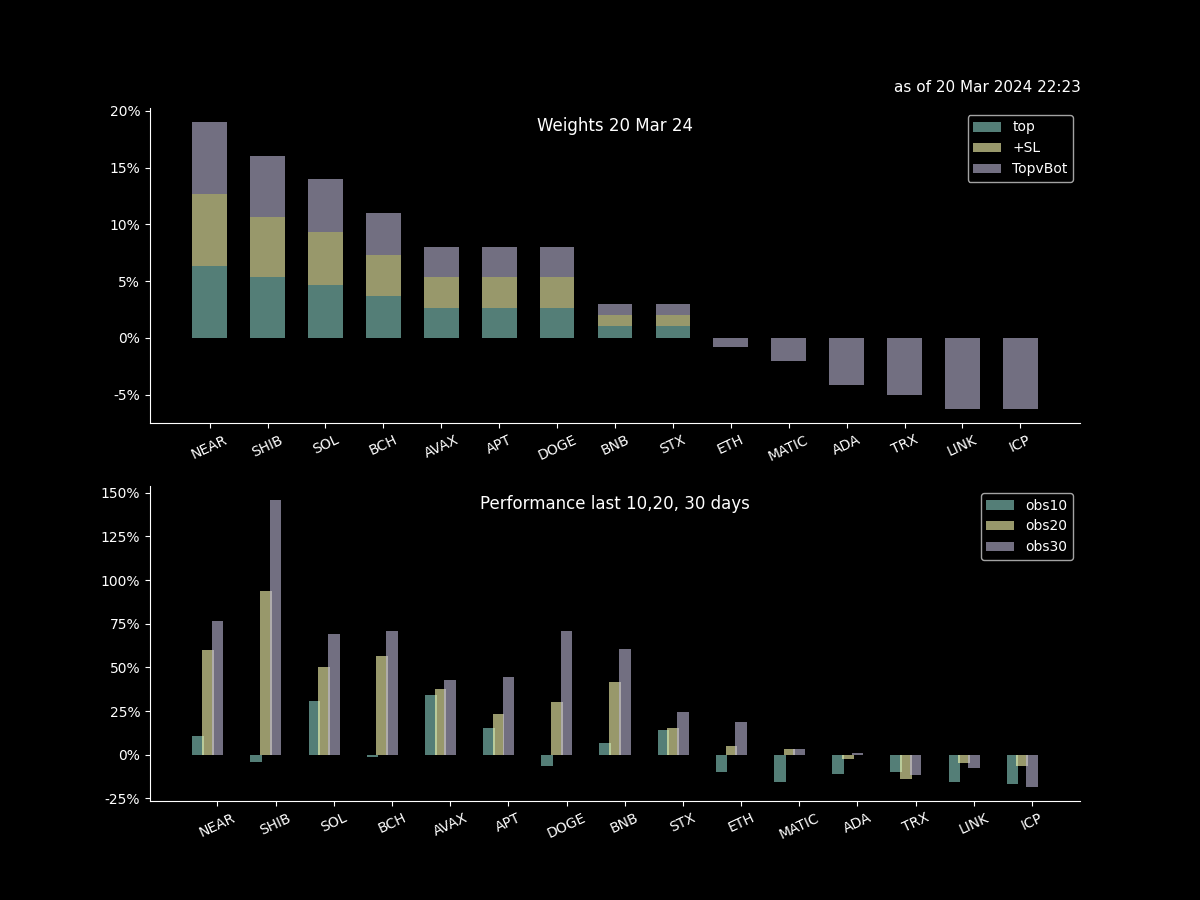 as of 20 Mar 2024 22:23
Weights 20 Mar 24
top
+SL
TopvBot
20%
15%
10%
5%
0%
-5%
NEAR SHIB SOL BCH AVAX APT DOGE BNB STX ETH MATIC ADA TRX LINK ICP
Performance last 10,20, 30 days
obs10
obs20
obs30
150%
125%
100%
75%
50%
25%
0%
-25%
NEAR SHIB SOL BCH AVAX APT DOGE BNB STX ETH MATIC ADA TRX LINK ICP